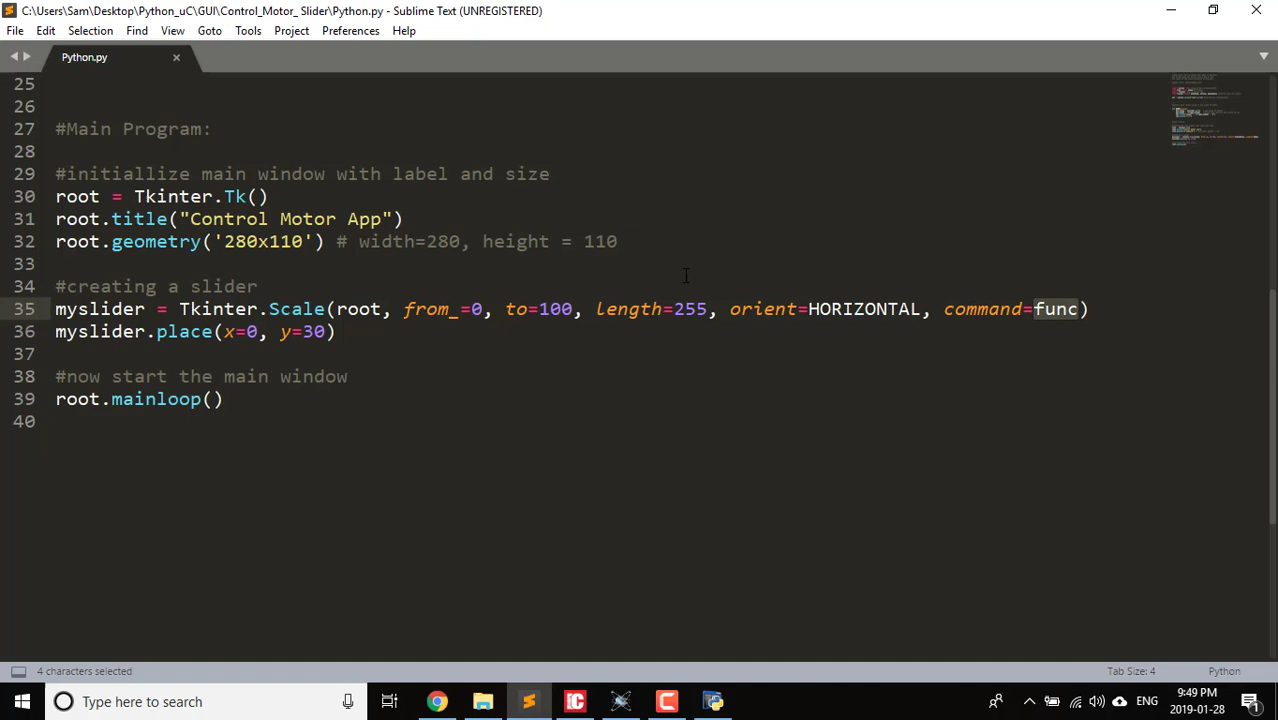 C:\Users\Sam\Desktop\Python_uC\GUI\Control_Motor_ Slider\Python.py - Sublime Text (UNREGISTERED)
File Edit Selection Find View Goto Tools Project Preferences Help
Python.py
25
26
27 #Main Program:
28
29 #initiallize main window with label and size
30 root = Tkinter.Tk()
31 root.title("Control Motor App")
32 root.geometry('280x110') # width=280, height = 110
33
34 #creating a slider
35 myslider = Tkinter.Scale(root, from_=0, to=100, length=255, orient=HORIZONTAL, command=func)
36 myslider.place(x=0, y=30)
37
38 #now start the main window
39 root.mainloop()
40
4 characters selected
Tab Size: 4
Python
Type here to search
ENG
9:49 PM
2019-01-28